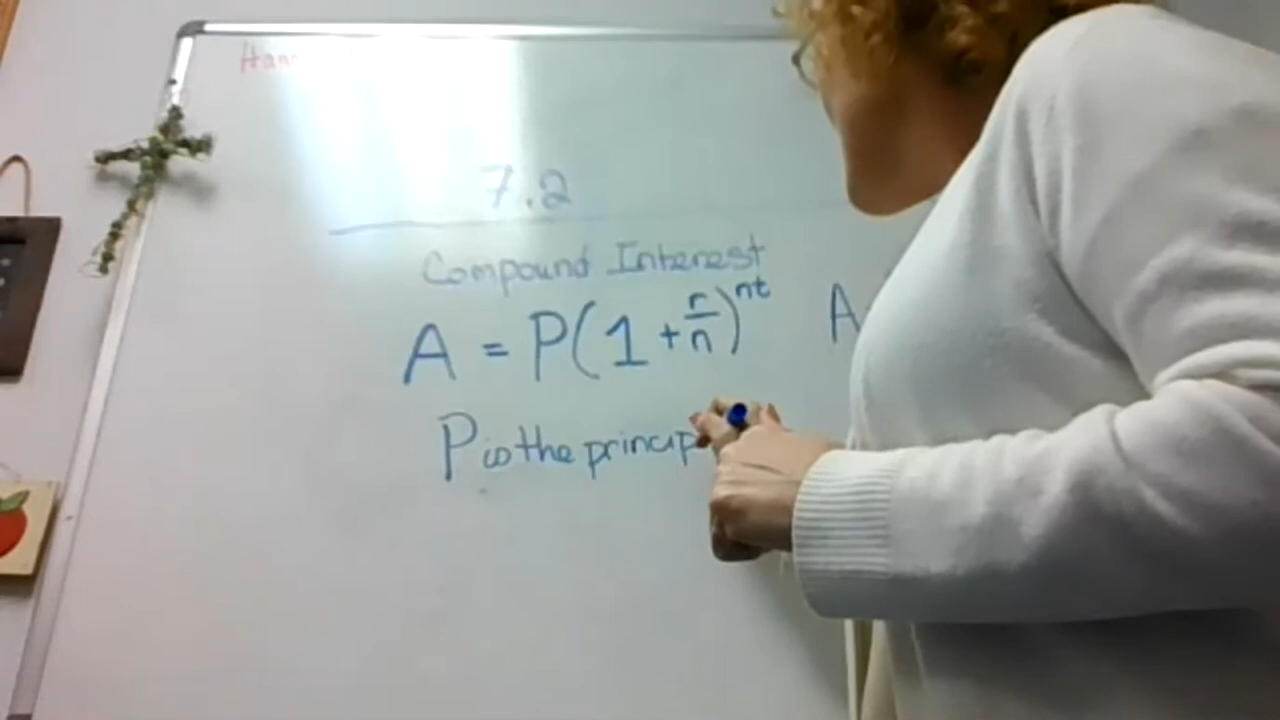 7.2
Compound Interest
A = P(1 + r/n)^nt A
P is the princip